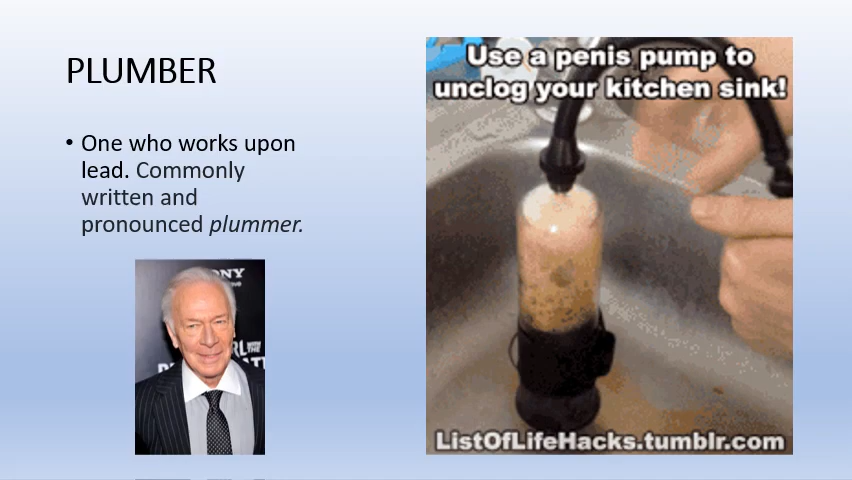 PLUMBER
• One who works upon
lead. Commonly
written and
pronounced plummer.
NY
Use a penis pump to
unclog your kitchen sink!
ListOfLifeHacks.tumblr.com